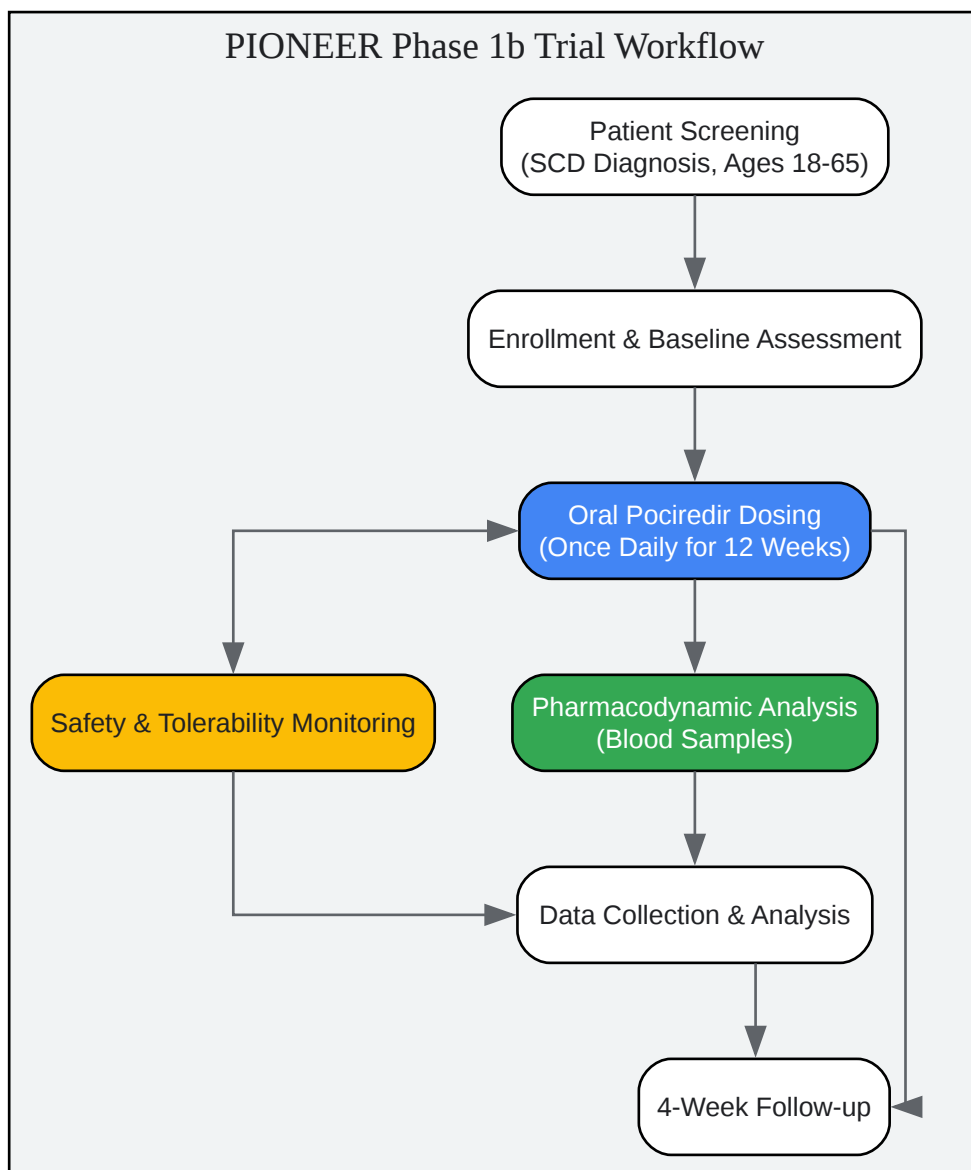 PIONEER Phase 1b Trial Workflow
Patient Screening
(SCD Diagnosis, Ages 18-65)
Enrollment & Baseline Assessment
Oral Pociredir Dosing
(Once Daily for 12 Weeks)
Safety & Tolerability Monitoring
Pharmacodynamic Analysis
(Blood Samples)
Data Collection & Analysis
4-Week Follow-up